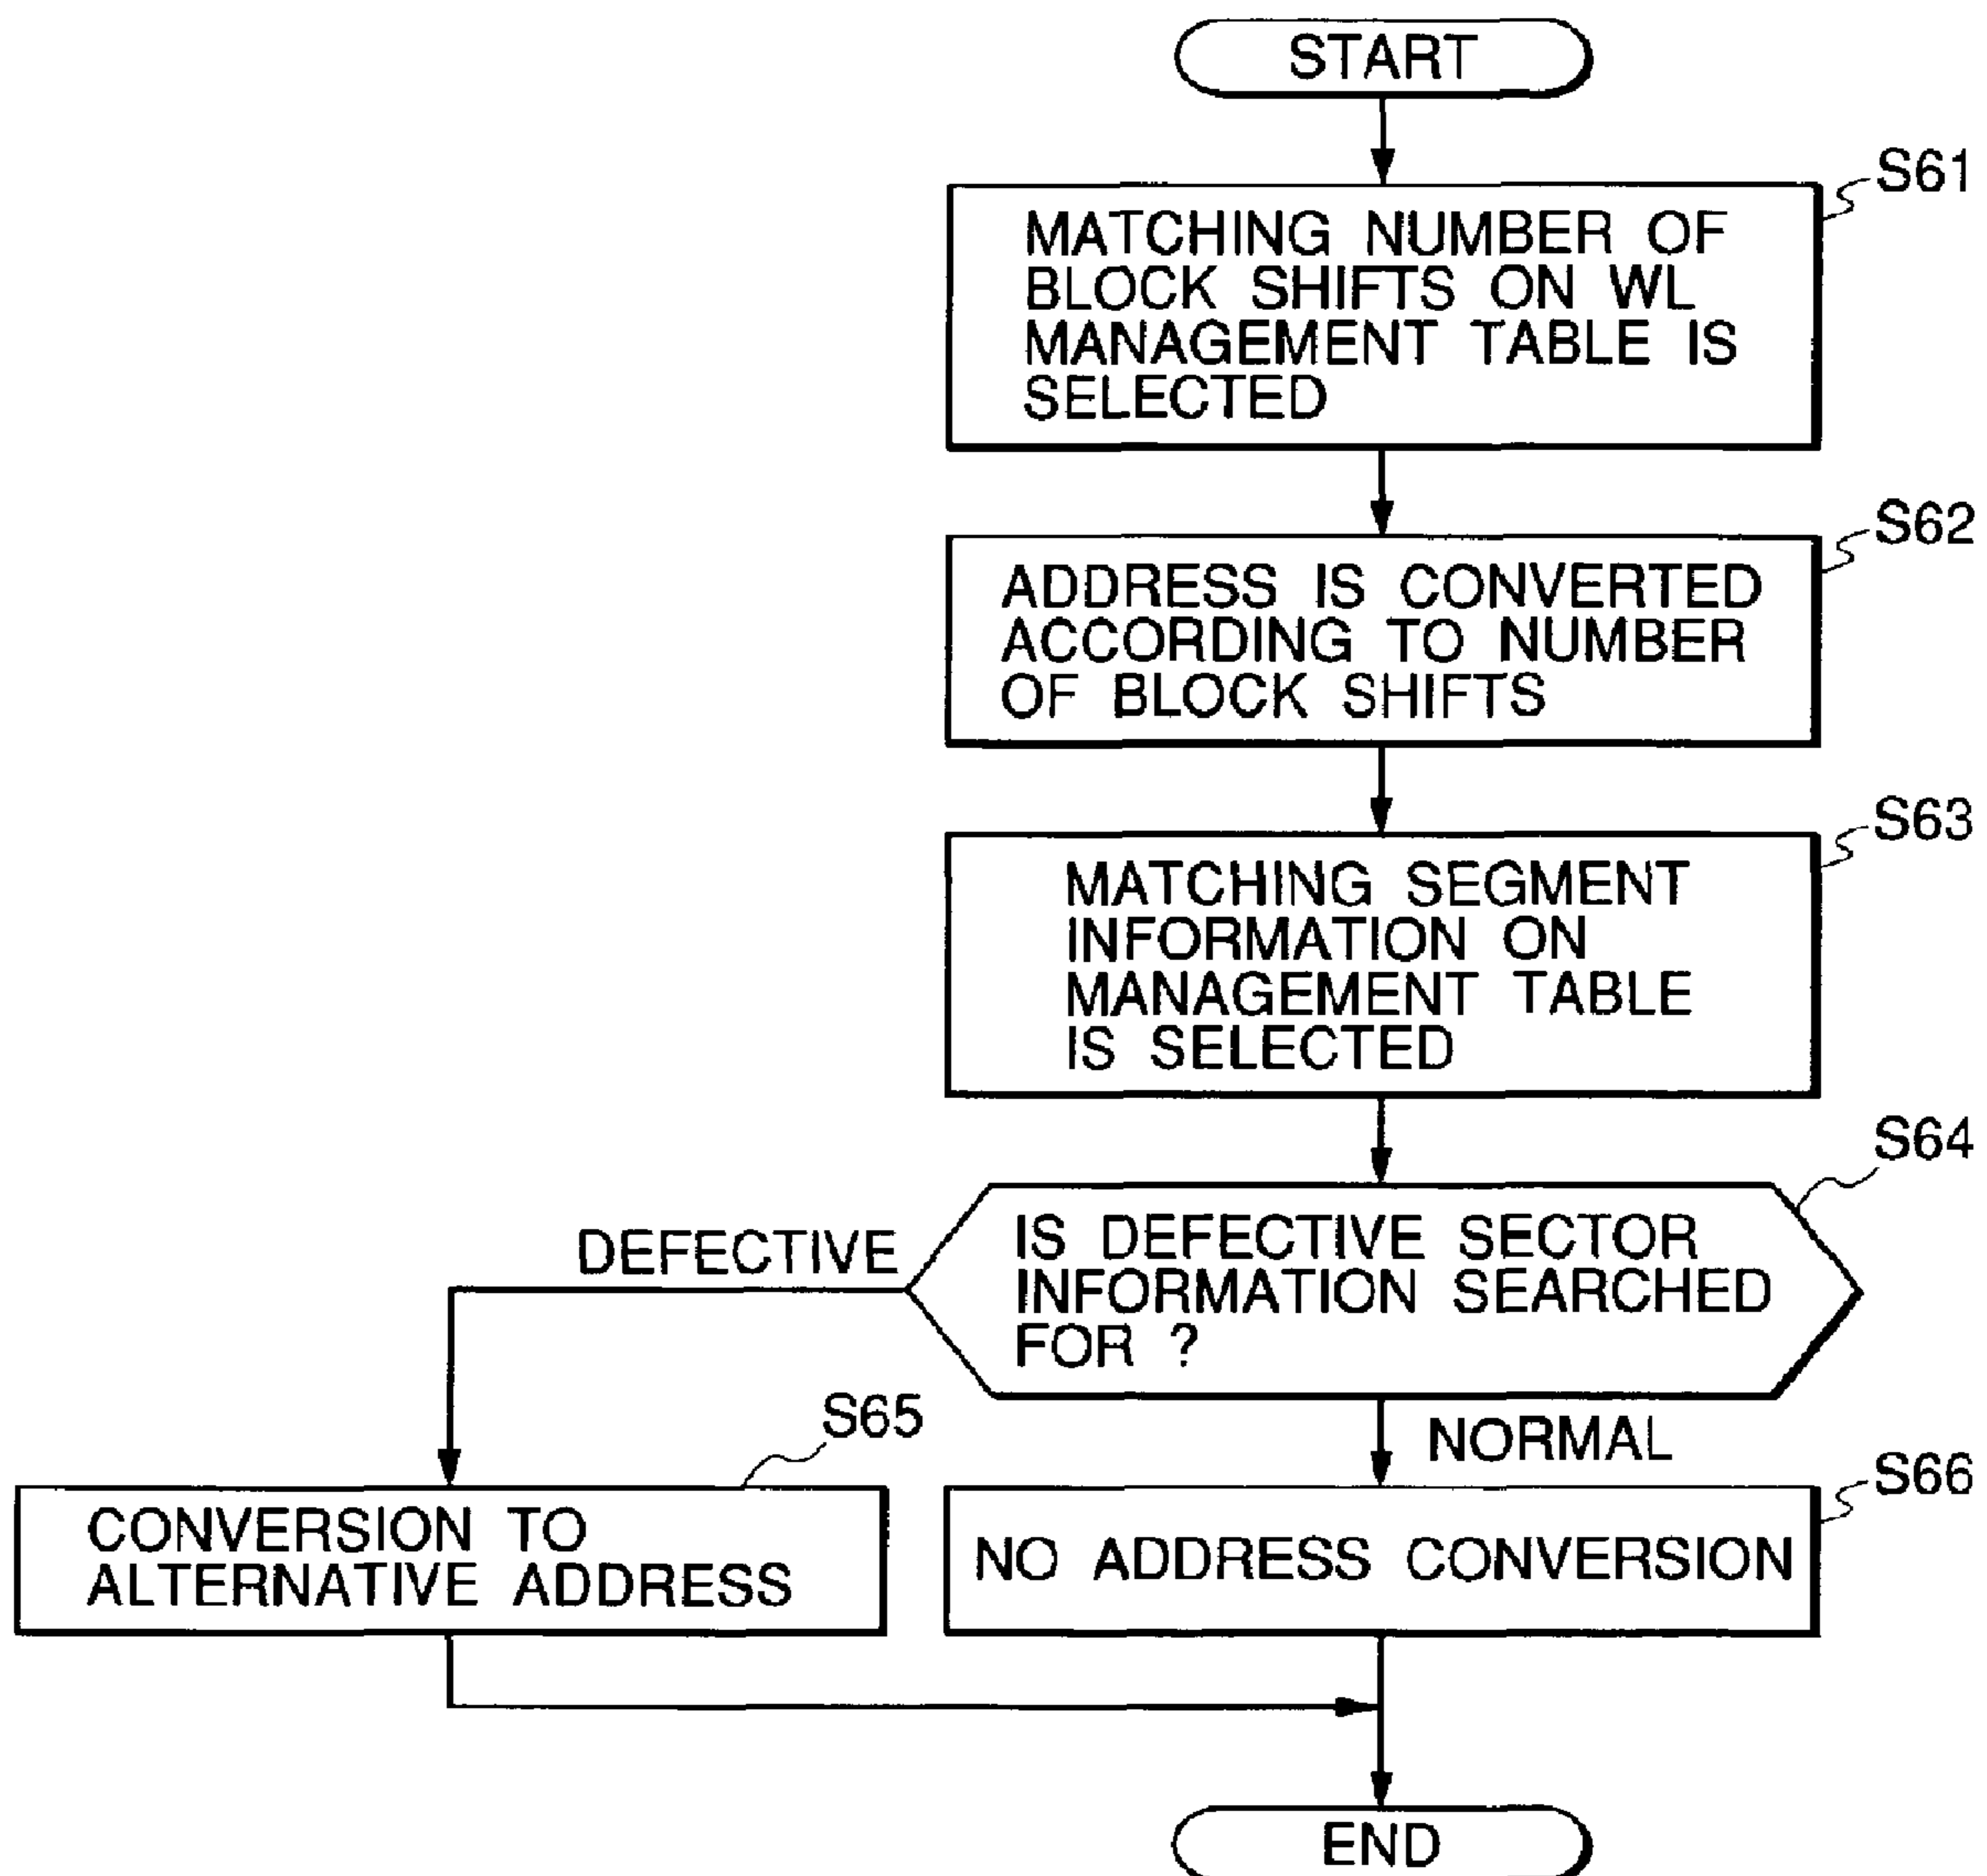 START
S61
MATCHING NUMBER OF
BLOCK SHIFTS ON WL
MANAGEMENT TABLE IS
SELECTED
S62
ADDRESS IS CONVERTED
ACCORDING TO NUMBER
OF BLOCK SHIFTS
S63
MATCHING SEGMENT
INFORMATION ON
MANAGEMENT TABLE
IS SELECTED
S64
IS DEFECTIVE SECTOR
INFORMATION SEARCHED
FOR ?
DEFECTIVE
NORMAL
S65
CONVERSION TO
ALTERNATIVE ADDRESS
S66
NO ADDRESS CONVERSION
END